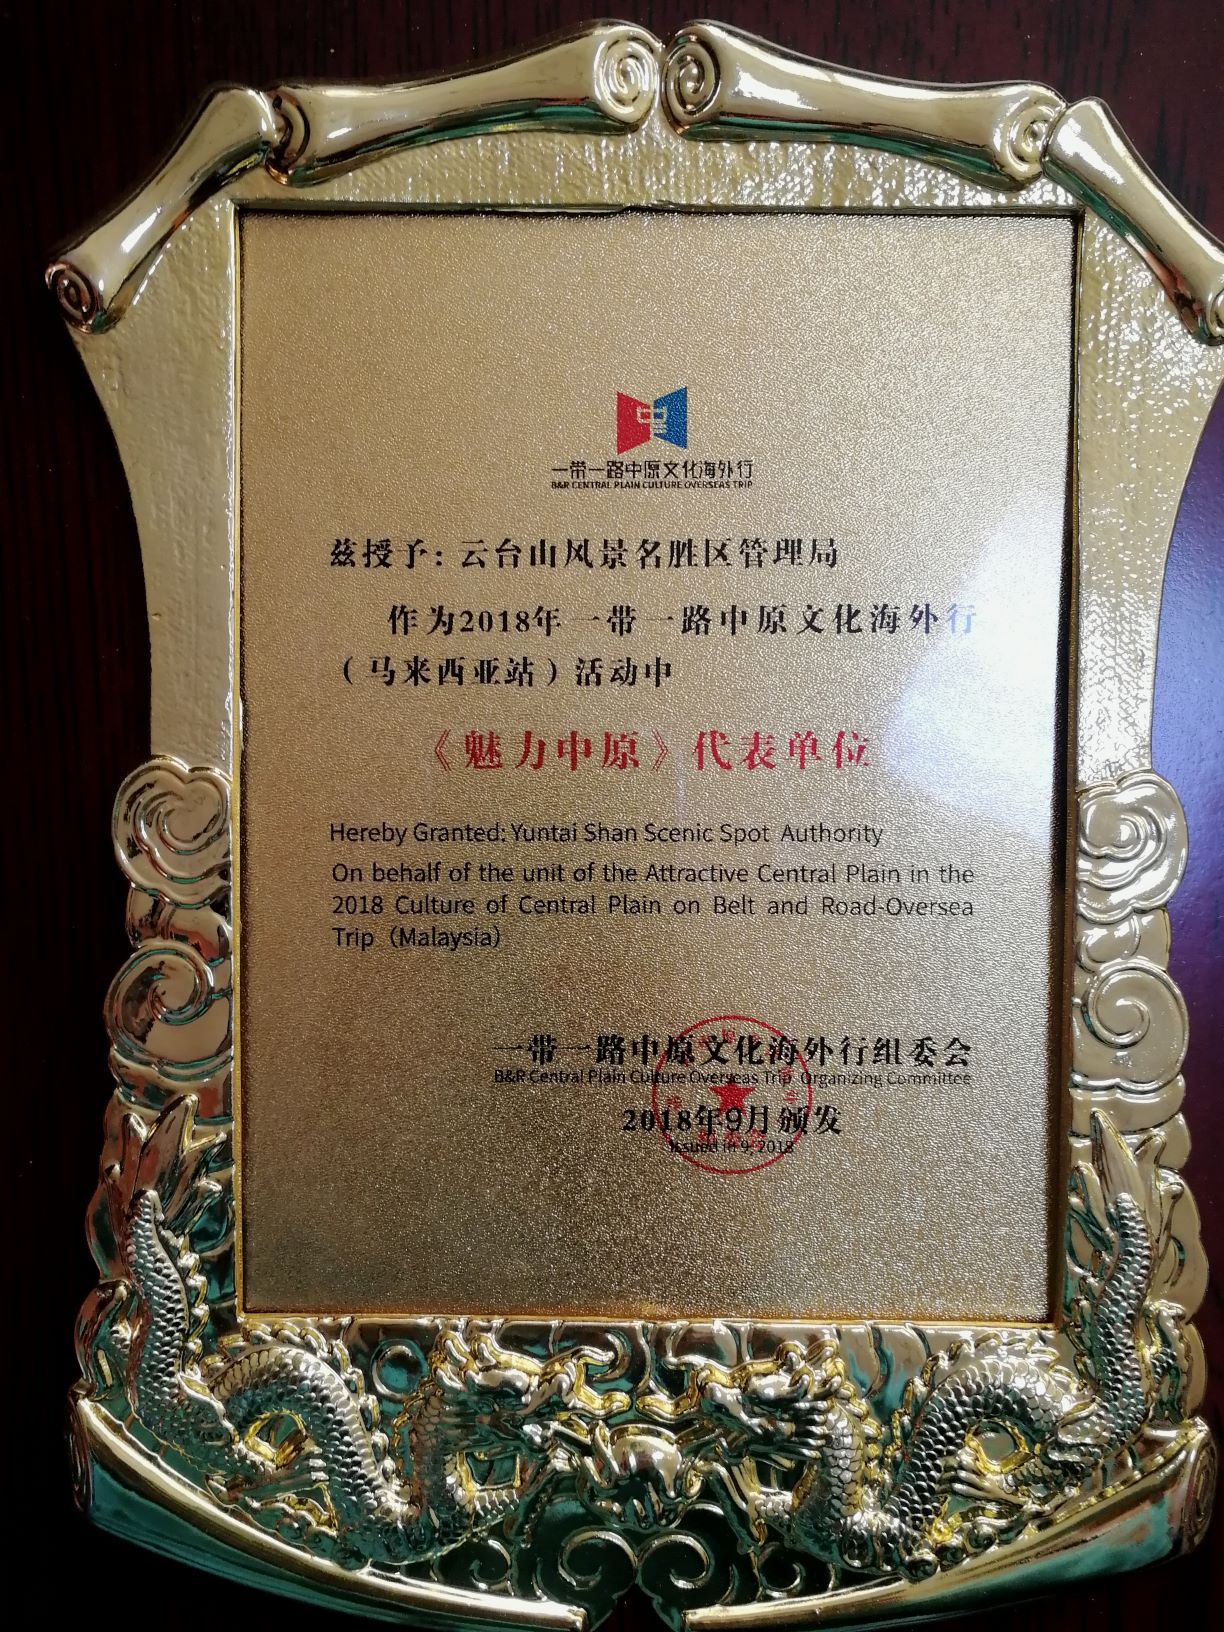 一带一路中原文化海外行
B&R CENTRAL PLAIN CULTURE OVERSEAS TRIP
兹授予：云台山风景名胜区管理局
作为2018年一带一路中原文化海外行
（马来西亚站）活动中
《魅力中原》代表单位
Hereby Granted: Yuntai Shan Scenic Spot Authority
On behalf of the unit of the Attractive Central Plain in the
2018 Culture of Central Plain on Belt and Road-Oversea
Trip（Malaysia）
一带一路中原文化海外行组委会
B&R Central Plain Culture Overseas Trip Organizing Committee
2018年9月颁发
Issued in 9, 2018